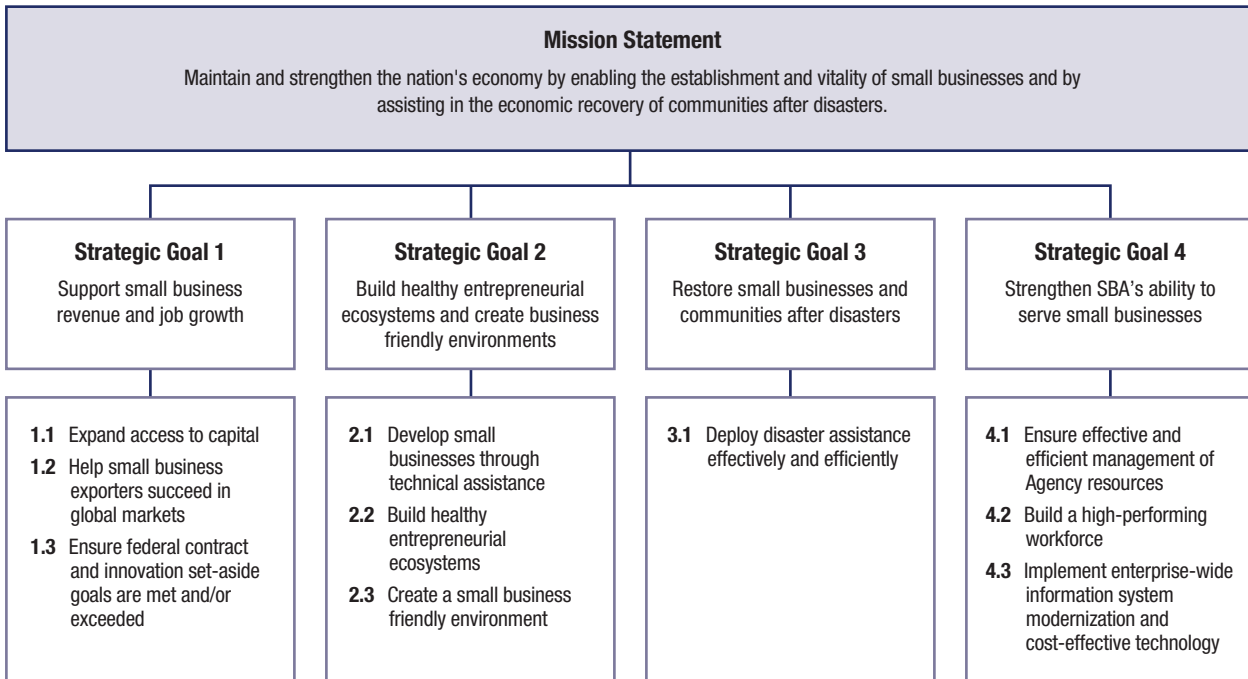 Mission Statement
Maintain and strengthen the nation's economy by enabling the establishment and vitality of small businesses and by
assisting in the economic recovery of communities after disasters.
Strategic Goal 1
Support small business
revenue and job growth
Strategic Goal 2
Build healthy entrepreneurial
ecosystems and create business
friendly environments
Strategic Goal 3
Restore small businesses and
communities after disasters
Strategic Goal 4
Strengthen SBA’s ability to
serve small businesses
1.1 Expand access to capital
1.2 Help small business
exporters succeed in
global markets
1.3 Ensure federal contract
and innovation set-aside
goals are met and/or
exceeded
2.1 Develop small
businesses through
technical assistance
2.2 Build healthy
entrepreneurial
ecosystems
2.3 Create a small business
friendly environment
3.1 Deploy disaster assistance
effectively and efficiently
4.1 Ensure effective and
efficient management of
Agency resources
4.2 Build a high-performing
workforce
4.3 Implement enterprise-wide
information system
modernization and
cost-effective technology